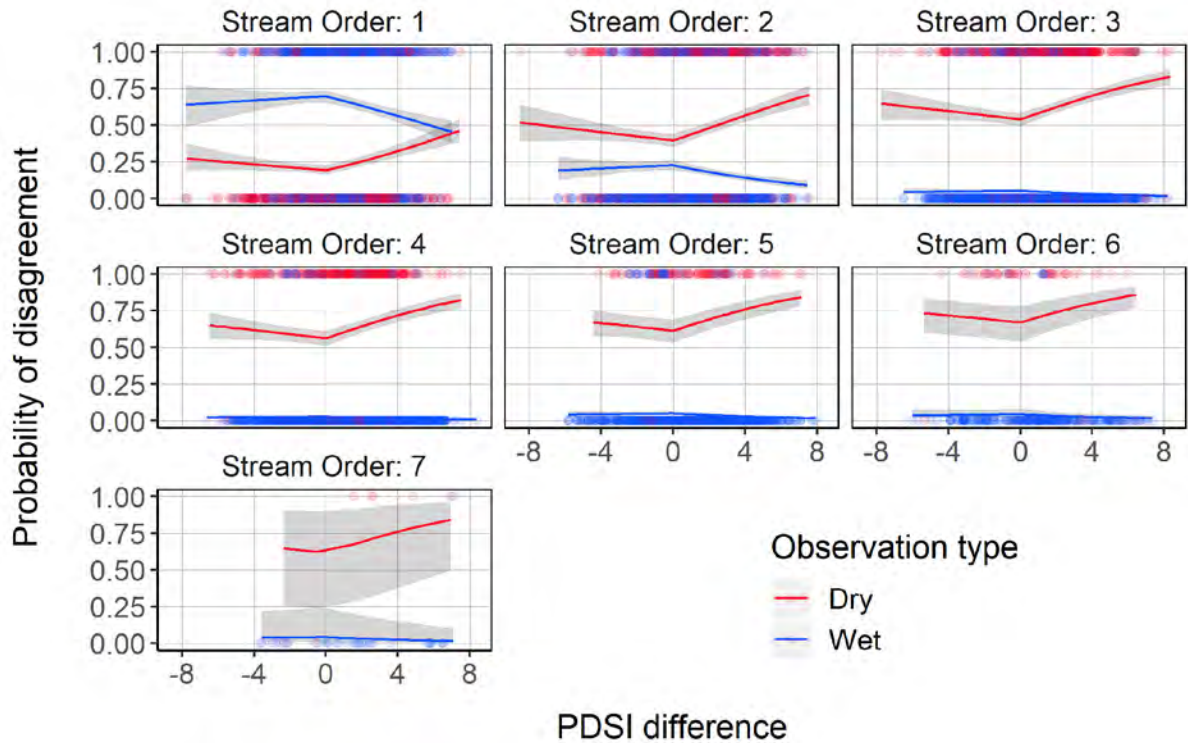 Stream Order: 1
Stream Order: 2
Stream Order: 3
1.00
0.75
0.50
0.25
0.00
Stream Order: 4
Stream Order: 5
Stream Order: 6
1.00
0.75
0.50
0.25
0.00
-8 -4 0 4 8
-8 -4 0 4 8
Stream Order: 7
1.00
0.75
0.50
0.25
0.00
-8 -4 0 4 8
Probability of disagreement
PDSI difference
Observation type
Dry
Wet